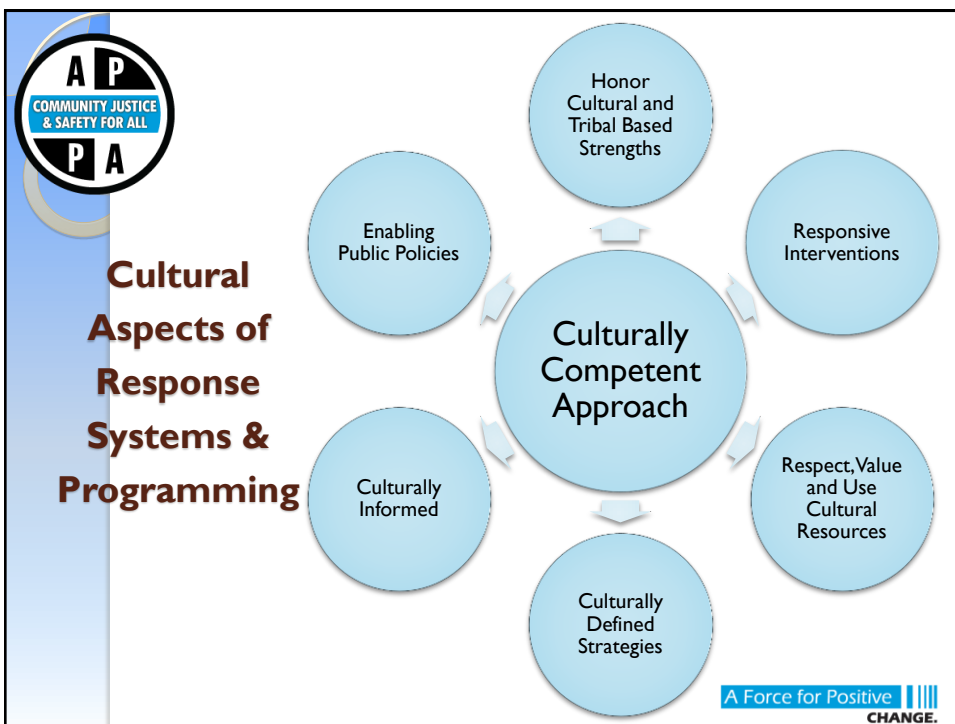 A P
COMMUNITY JUSTICE
& SAFETY FOR ALL
P A
Cultural
Aspects of
Response
Systems &
Programming
Honor
Cultural and
Tribal Based
Strengths
Enabling
Public Policies
Responsive
Interventions
Culturally
Competent
Approach
Culturally
Informed
Respect, Value
and Use
Cultural
Resources
Culturally
Defined
Strategies
A Force for Positive
CHANGE.